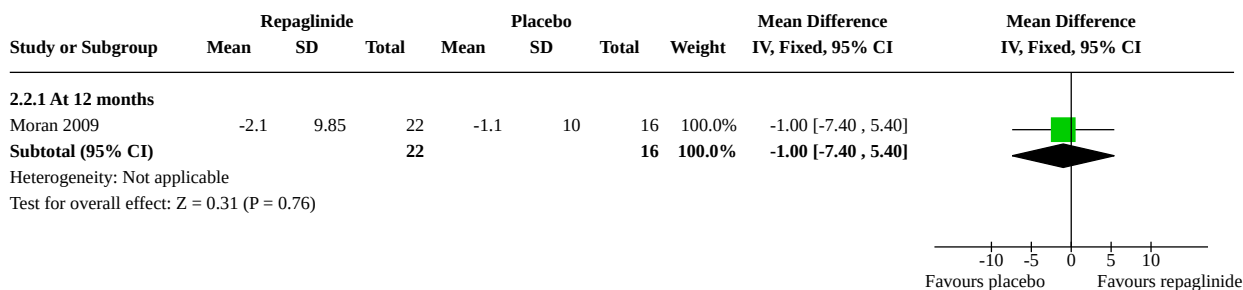 Repaglinide Placebo Mean Difference Mean Difference
Study or Subgroup Mean SD Total Mean SD Total Weight IV, Fixed, 95% CI IV, Fixed, 95% CI
2.2.1 At 12 months
Moran 2009 -2.1 9.85 22 -1.1 10 16 100.0% -1.00 [-7.40 , 5.40]
Subtotal (95% CI) 22 16 100.0% -1.00 [-7.40 , 5.40]
Heterogeneity: Not applicable
Test for overall effect: Z = 0.31 (P = 0.76)
-10 -5 0 5 10
Favours placebo Favours repaglinide